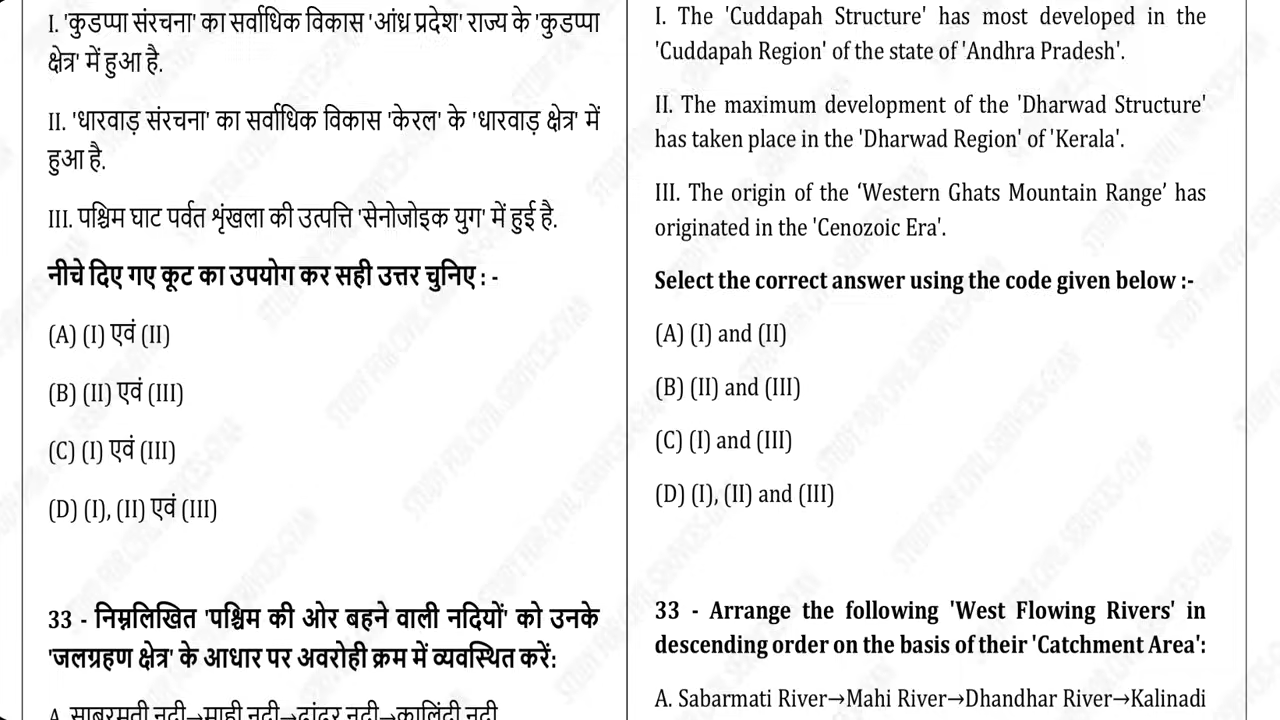 I. 'कुडप्पा संरचना' का सर्वाधिक विकास 'आंध्र प्रदेश' राज्य के 'कुडप्पा
क्षेत्र' में हुआ है.
II. 'धारवाड़ संरचना' का सर्वाधिक विकास 'केरल' के 'धारवाड़ क्षेत्र' में
हुआ है.
III. पश्चिम घाट पर्वत शृंखला की उत्पत्ति 'सेनोजोइक युग' में हुई है.
नीचे दिए गए कूट का उपयोग कर सही उत्तर चुनिए : -
(A) (I) एवं (II)
(B) (II) एवं (III)
(C) (I) एवं (III)
(D) (I), (II) एवं (III)
33 - निम्नलिखित 'पश्चिम की ओर बहने वाली नदियों' को उनके
'जलग्रहण क्षेत्र' के आधार पर अवरोही क्रम में व्यवस्थित करें:
A. साबरमती नदी→माही नदी→ढांढर नदी→कालिंदी नदी
I. The 'Cuddapah Structure' has most developed in the
'Cuddapah Region' of the state of 'Andhra Pradesh'.
II. The maximum development of the 'Dharwad Structure'
has taken place in the 'Dharwad Region' of 'Kerala'.
III. The origin of the ‘Western Ghats Mountain Range’ has
originated in the 'Cenozoic Era'.
Select the correct answer using the code given below :-
(A) (I) and (II)
(B) (II) and (III)
(C) (I) and (III)
(D) (I), (II) and (III)
33 - Arrange the following 'West Flowing Rivers' in
descending order on the basis of their 'Catchment Area':
A. Sabarmati River→Mahi River→Dhandhar River→Kalinadi